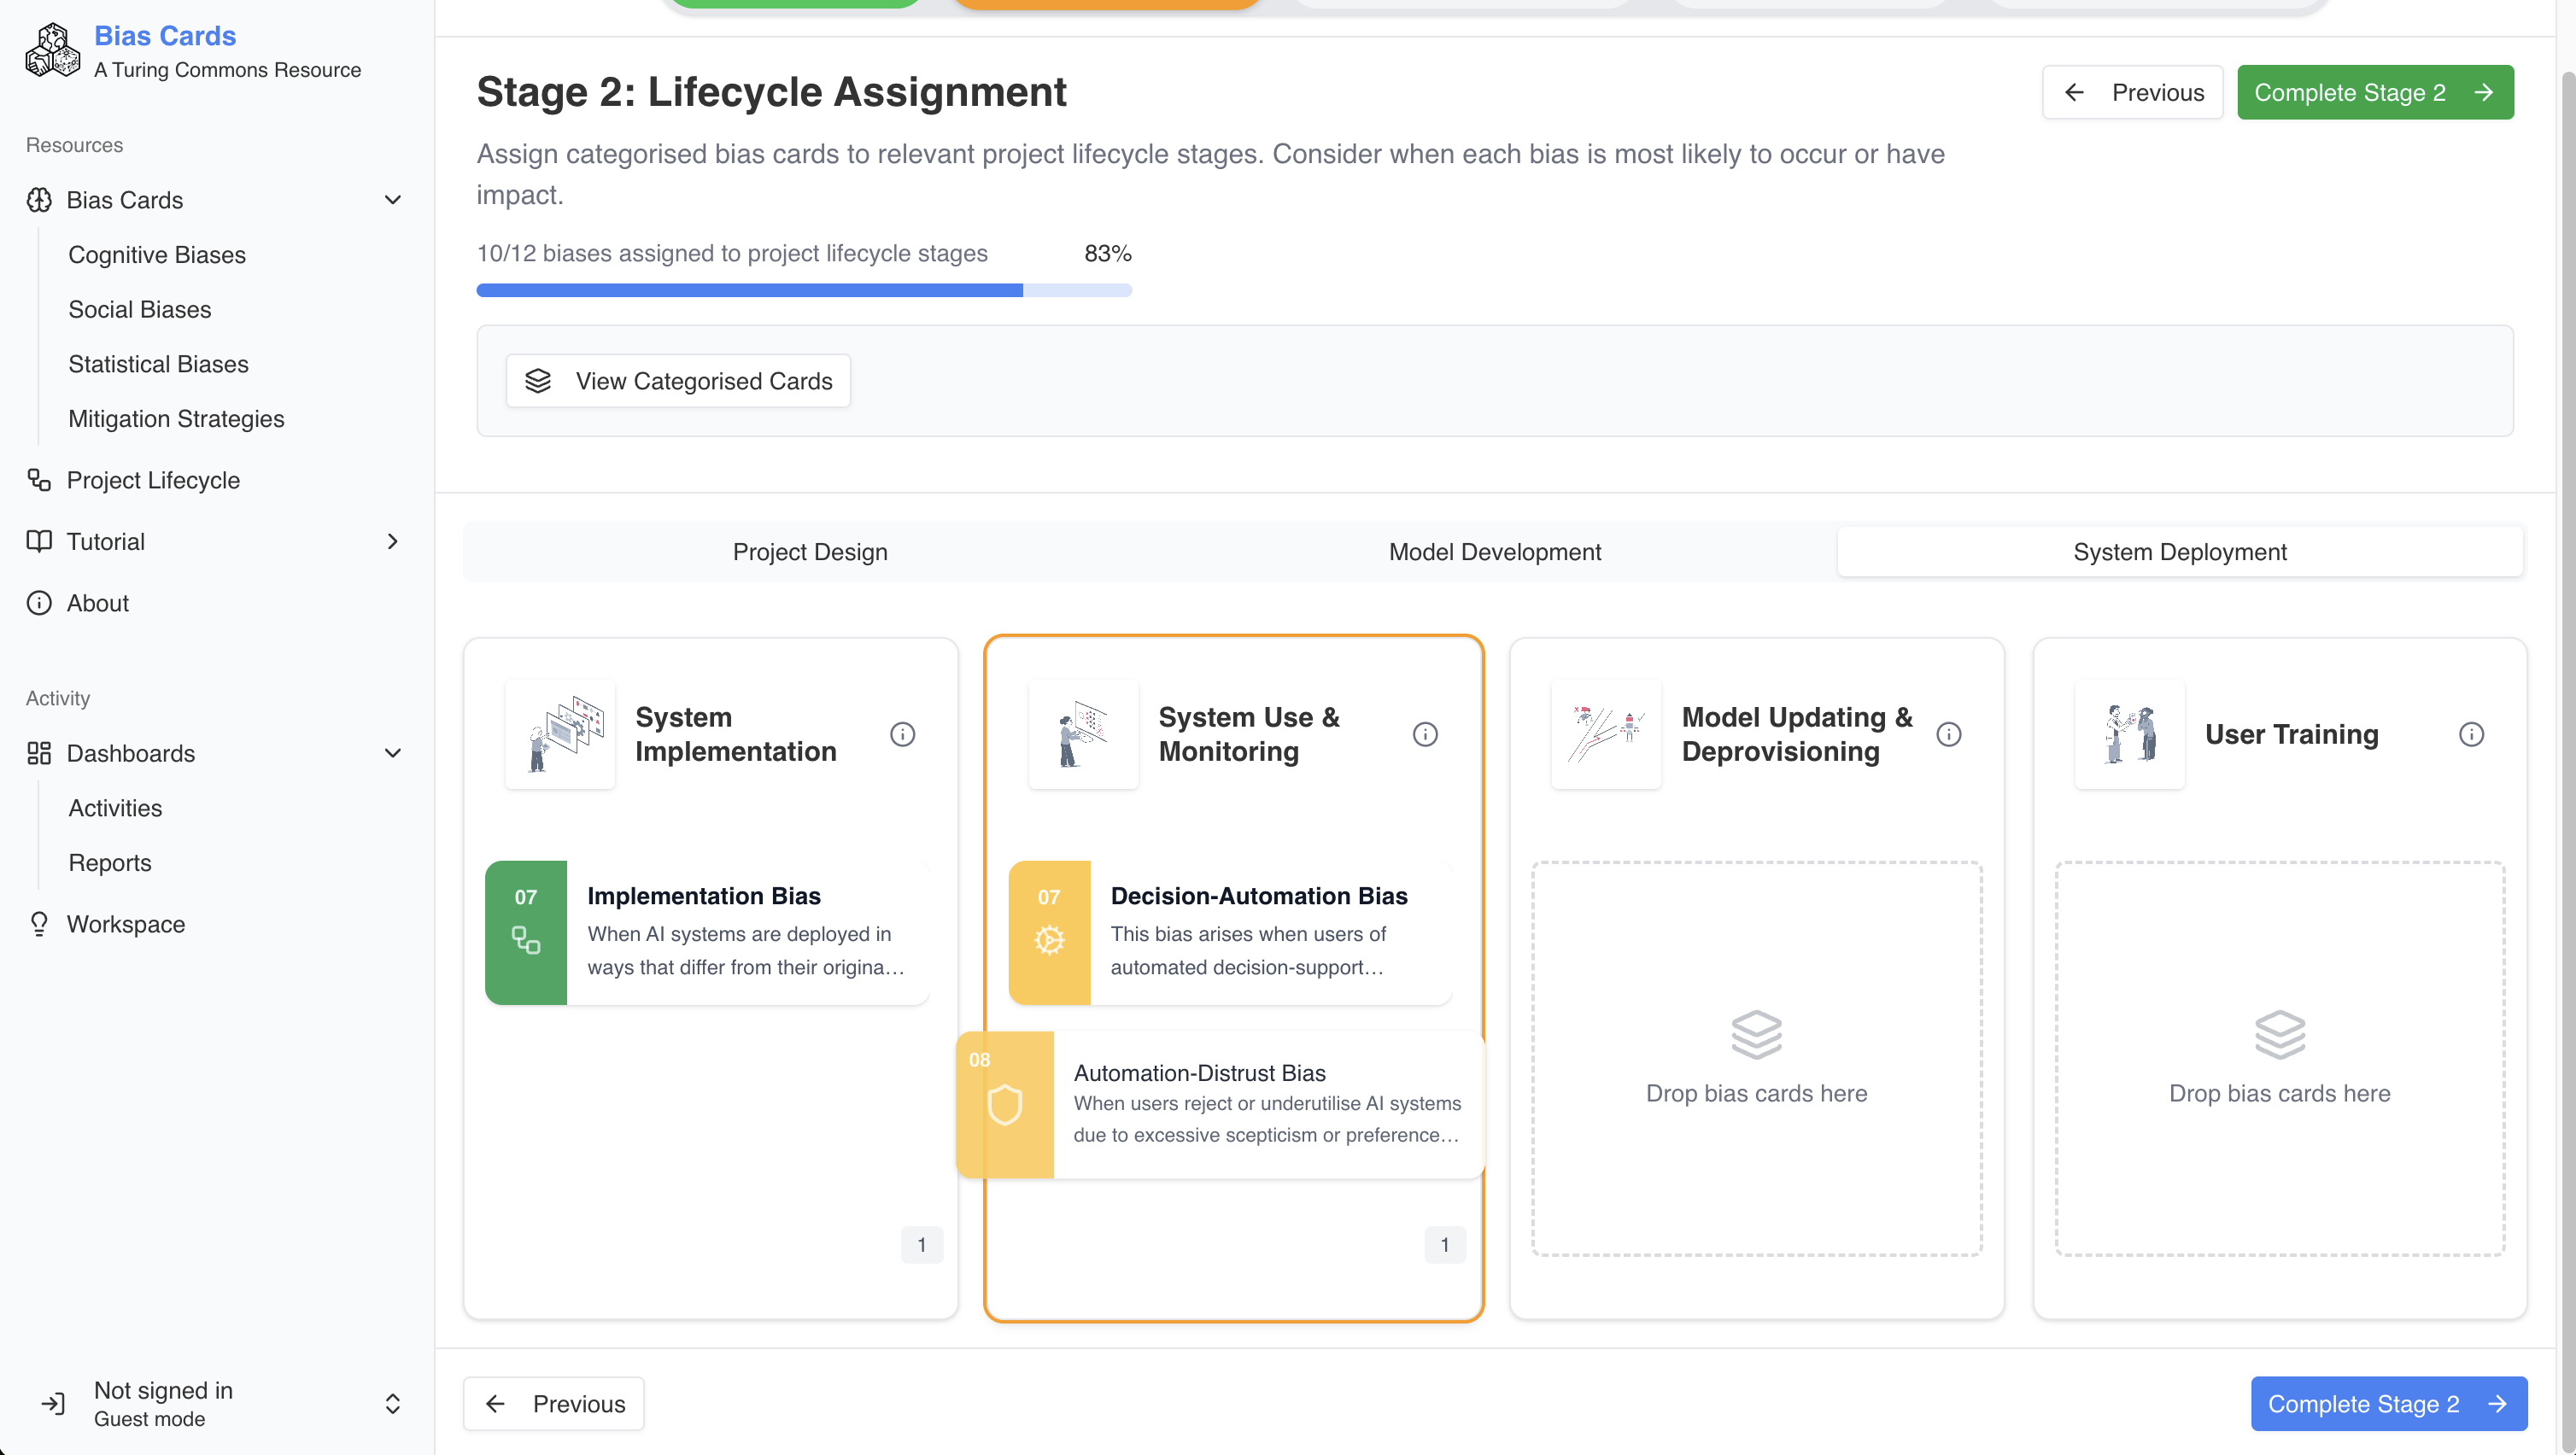 Bias Cards
A Turing Commons Resource
Resources
Bias Cards
Cognitive Biases
Social Biases
Statistical Biases
Mitigation Strategies
Project Lifecycle
Tutorial
About
Activity
Dashboards
Activities
Reports
Workspace
Not signed in
Guest mode
Stage 2: Lifecycle Assignment
Previous
Complete Stage 2
Assign categorised bias cards to relevant project lifecycle stages. Consider when each bias is most likely to occur or have
impact.
10/12 biases assigned to project lifecycle stages 83%
View Categorised Cards
Project Design
Model Development
System Deployment
System
Implementation
07
Implementation Bias
When AI systems are deployed in
ways that differ from their origina…
1
System Use &
Monitoring
07
Decision-Automation Bias
This bias arises when users of
automated decision-support…
08
Automation-Distrust Bias
When users reject or underutilise AI systems
due to excessive scepticism or preference…
1
Model Updating &
Deprovisioning
Drop bias cards here
User Training
Drop bias cards here
Previous
Complete Stage 2